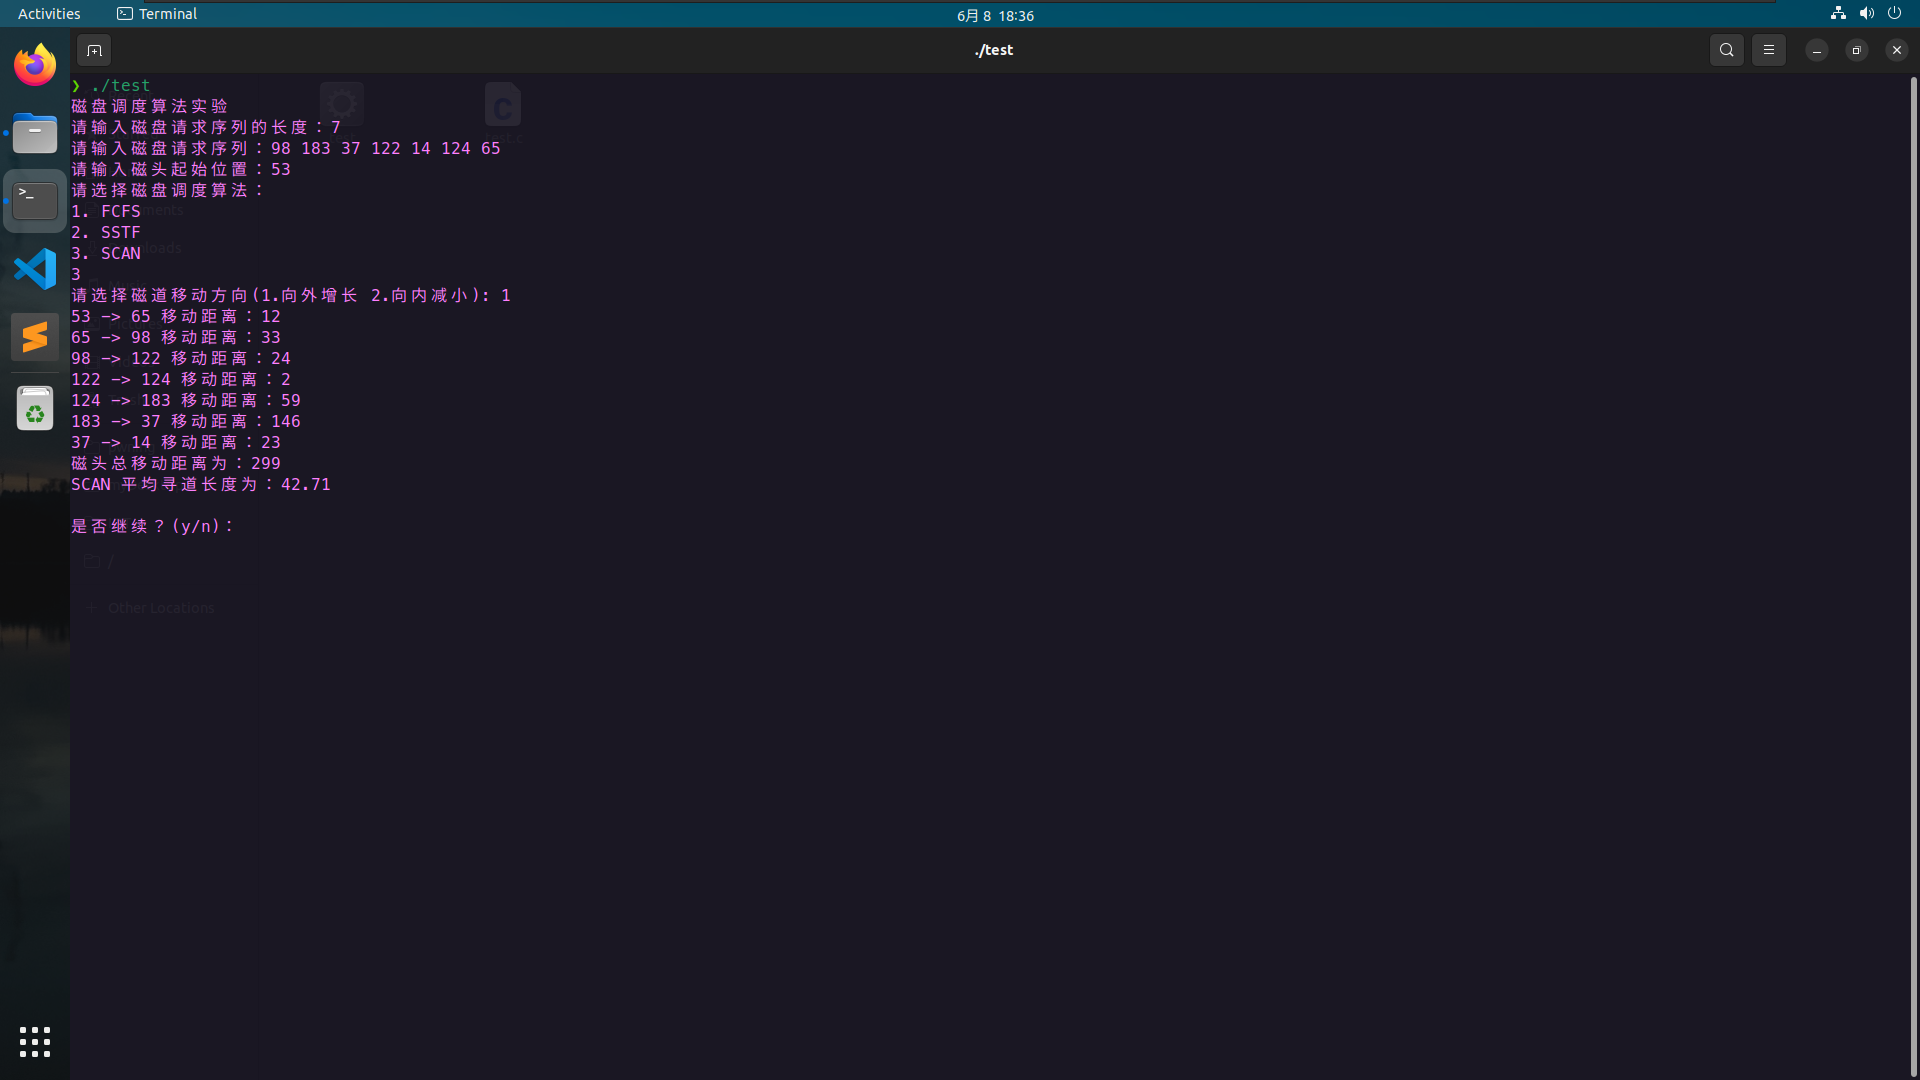 Activities
Terminal
6月 8 18:36
./test
❯ ./test
磁盘调度算法实验
请输入磁盘请求序列的长度：7
请输入磁盘请求序列：98 183 37 122 14 124 65
请输入磁头起始位置：53
请选择磁盘调度算法：
1. FCFS
2. SSTF
3. SCAN
3
请选择磁道移动方向(1.向外增长 2.向内减小): 1
53 -> 65 移动距离：12
65 -> 98 移动距离：33
98 -> 122 移动距离：24
122 -> 124 移动距离：2
124 -> 183 移动距离：59
183 -> 37 移动距离：146
37 -> 14 移动距离：23
磁头总移动距离为：299
SCAN 平均寻道长度为：42.71
是否继续？(y/n)：
/
+ Other Locations